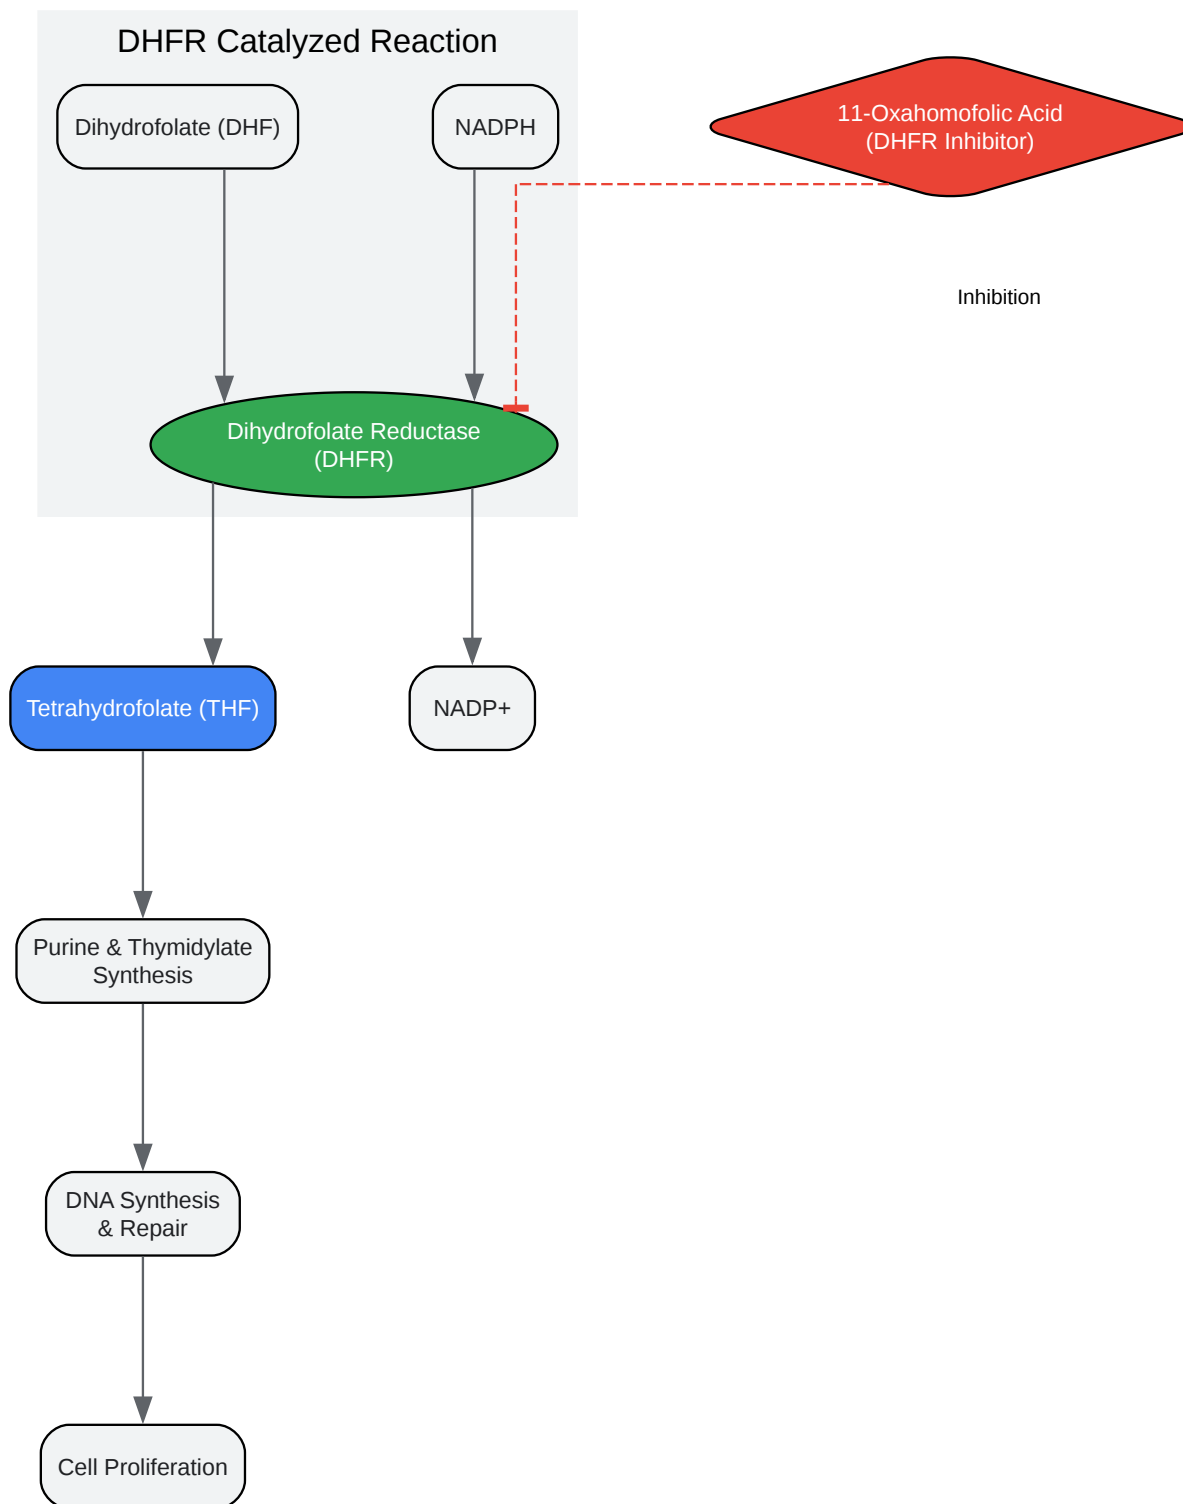 DHFR Catalyzed Reaction
Dihydrofolate (DHF)
NADPH
11-Oxahomofolic Acid
(DHFR Inhibitor)
Inhibition
Dihydrofolate Reductase
(DHFR)
Tetrahydrofolate (THF)
NADP+
Purine & Thymidylate
Synthesis
DNA Synthesis
& Repair
Cell Proliferation